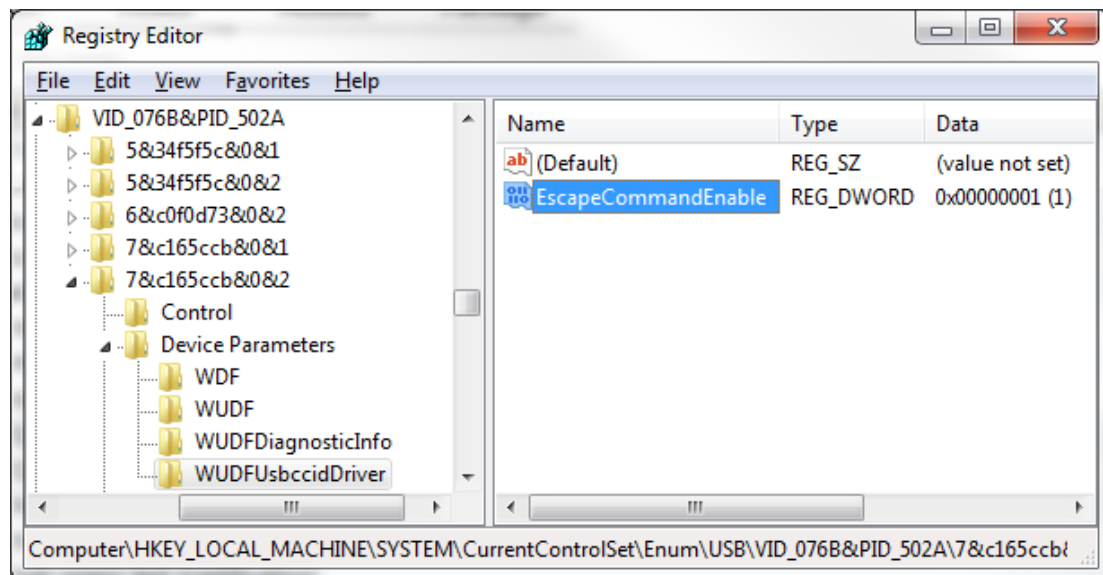 Registry Editor
File Edit View Favorites Help
VID_076B&PID_502A
5&34f5f5c&0&1
5&34f5f5c&0&2
6&c0f0d73&0&2
7&c165ccb&0&1
7&c165ccb&0&2
Control
Device Parameters
WDF
WUDF
WUDFDiagnosticInfo
WUDFUsbccidDriver
Name Type Data
(Default) REG_SZ (value not set)
EscapeCommandEnable REG_DWORD 0x00000001 (1)
Computer\HKEY_LOCAL_MACHINE\SYSTEM\CurrentControlSet\Enum\USB\VID_076B&PID_502A\7&c165ccb&